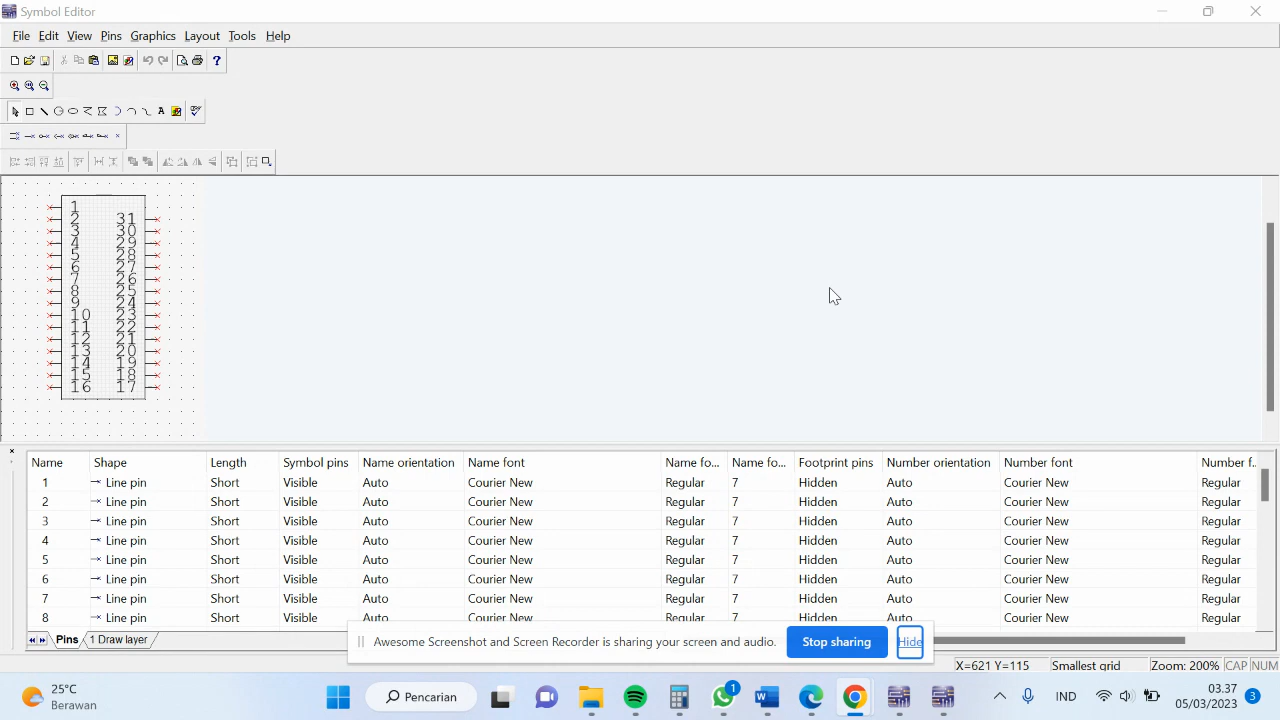 Symbol Editor
File Edit View Pins Graphics Layout Tools Help
1
2 31
3 30
4 29
5 28
6 27
7 26
8 25
9 24
10 23
11 22
12 21
13 20
14 19
15 18
16 17
Name Shape Length Symbol pins Name orientation Name font Name fo... Name fo... Footprint pins Number orientation Number font Number f..
1 Line pin Short Visible Auto Courier New Regular 7 Hidden Auto Courier New Regular
2 Line pin Short Visible Auto Courier New Regular 7 Hidden Auto Courier New Regular
3 Line pin Short Visible Auto Courier New Regular 7 Hidden Auto Courier New Regular
4 Line pin Short Visible Auto Courier New Regular 7 Hidden Auto Courier New Regular
5 Line pin Short Visible Auto Courier New Regular 7 Hidden Auto Courier New Regular
6 Line pin Short Visible Auto Courier New Regular 7 Hidden Auto Courier New Regular
7 Line pin Short Visible Auto Courier New Regular 7 Hidden Auto Courier New Regular
8 Line pin Short Visible Auto Courier New Regular 7 Hidden Auto Courier New Regular
Pins 1 Draw layer
Awesome Screenshot and Screen Recorder is sharing your screen and audio. Stop sharing Hide
X=621 Y=115 Smallest grid Zoom: 200% CAP NUM
25°C
Berawan
Pencarian
1
IND
03.37
05/03/2023
3